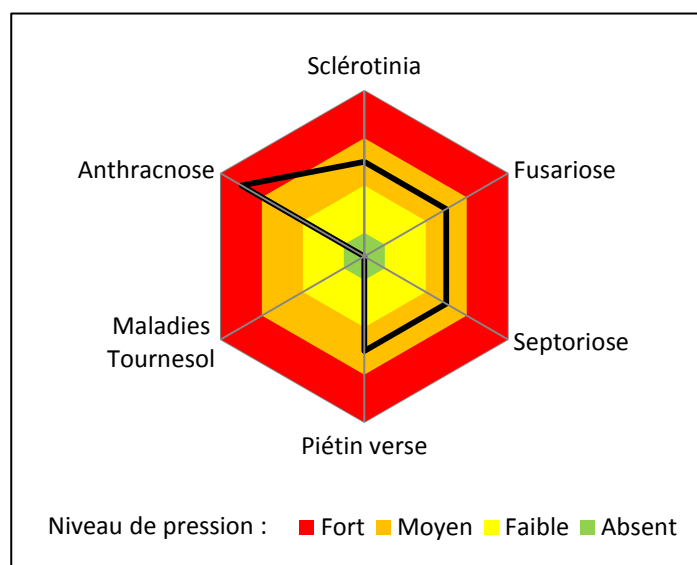 Sclérotinia
Anthracnose
Fusariose
Maladies
Tournesol
Septoriose
Piétin verse
Niveau de pression : Fort Moyen Faible Absent